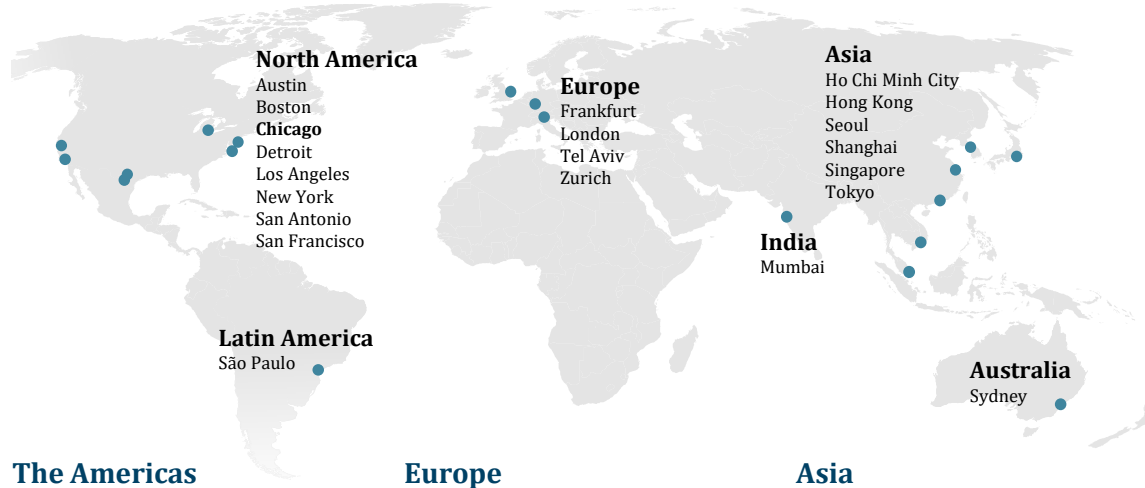 North America
Austin
Boston
Chicago
Detroit
Los Angeles
New York
San Antonio
San Francisco
Latin America
São Paulo
Europe
Frankfurt
London
Tel Aviv
Zurich
India
Mumbai
Asia
Ho Chi Minh City
Hong Kong
Seoul
Shanghai
Singapore
Tokyo
Australia
Sydney
The Americas
Europe
Asia